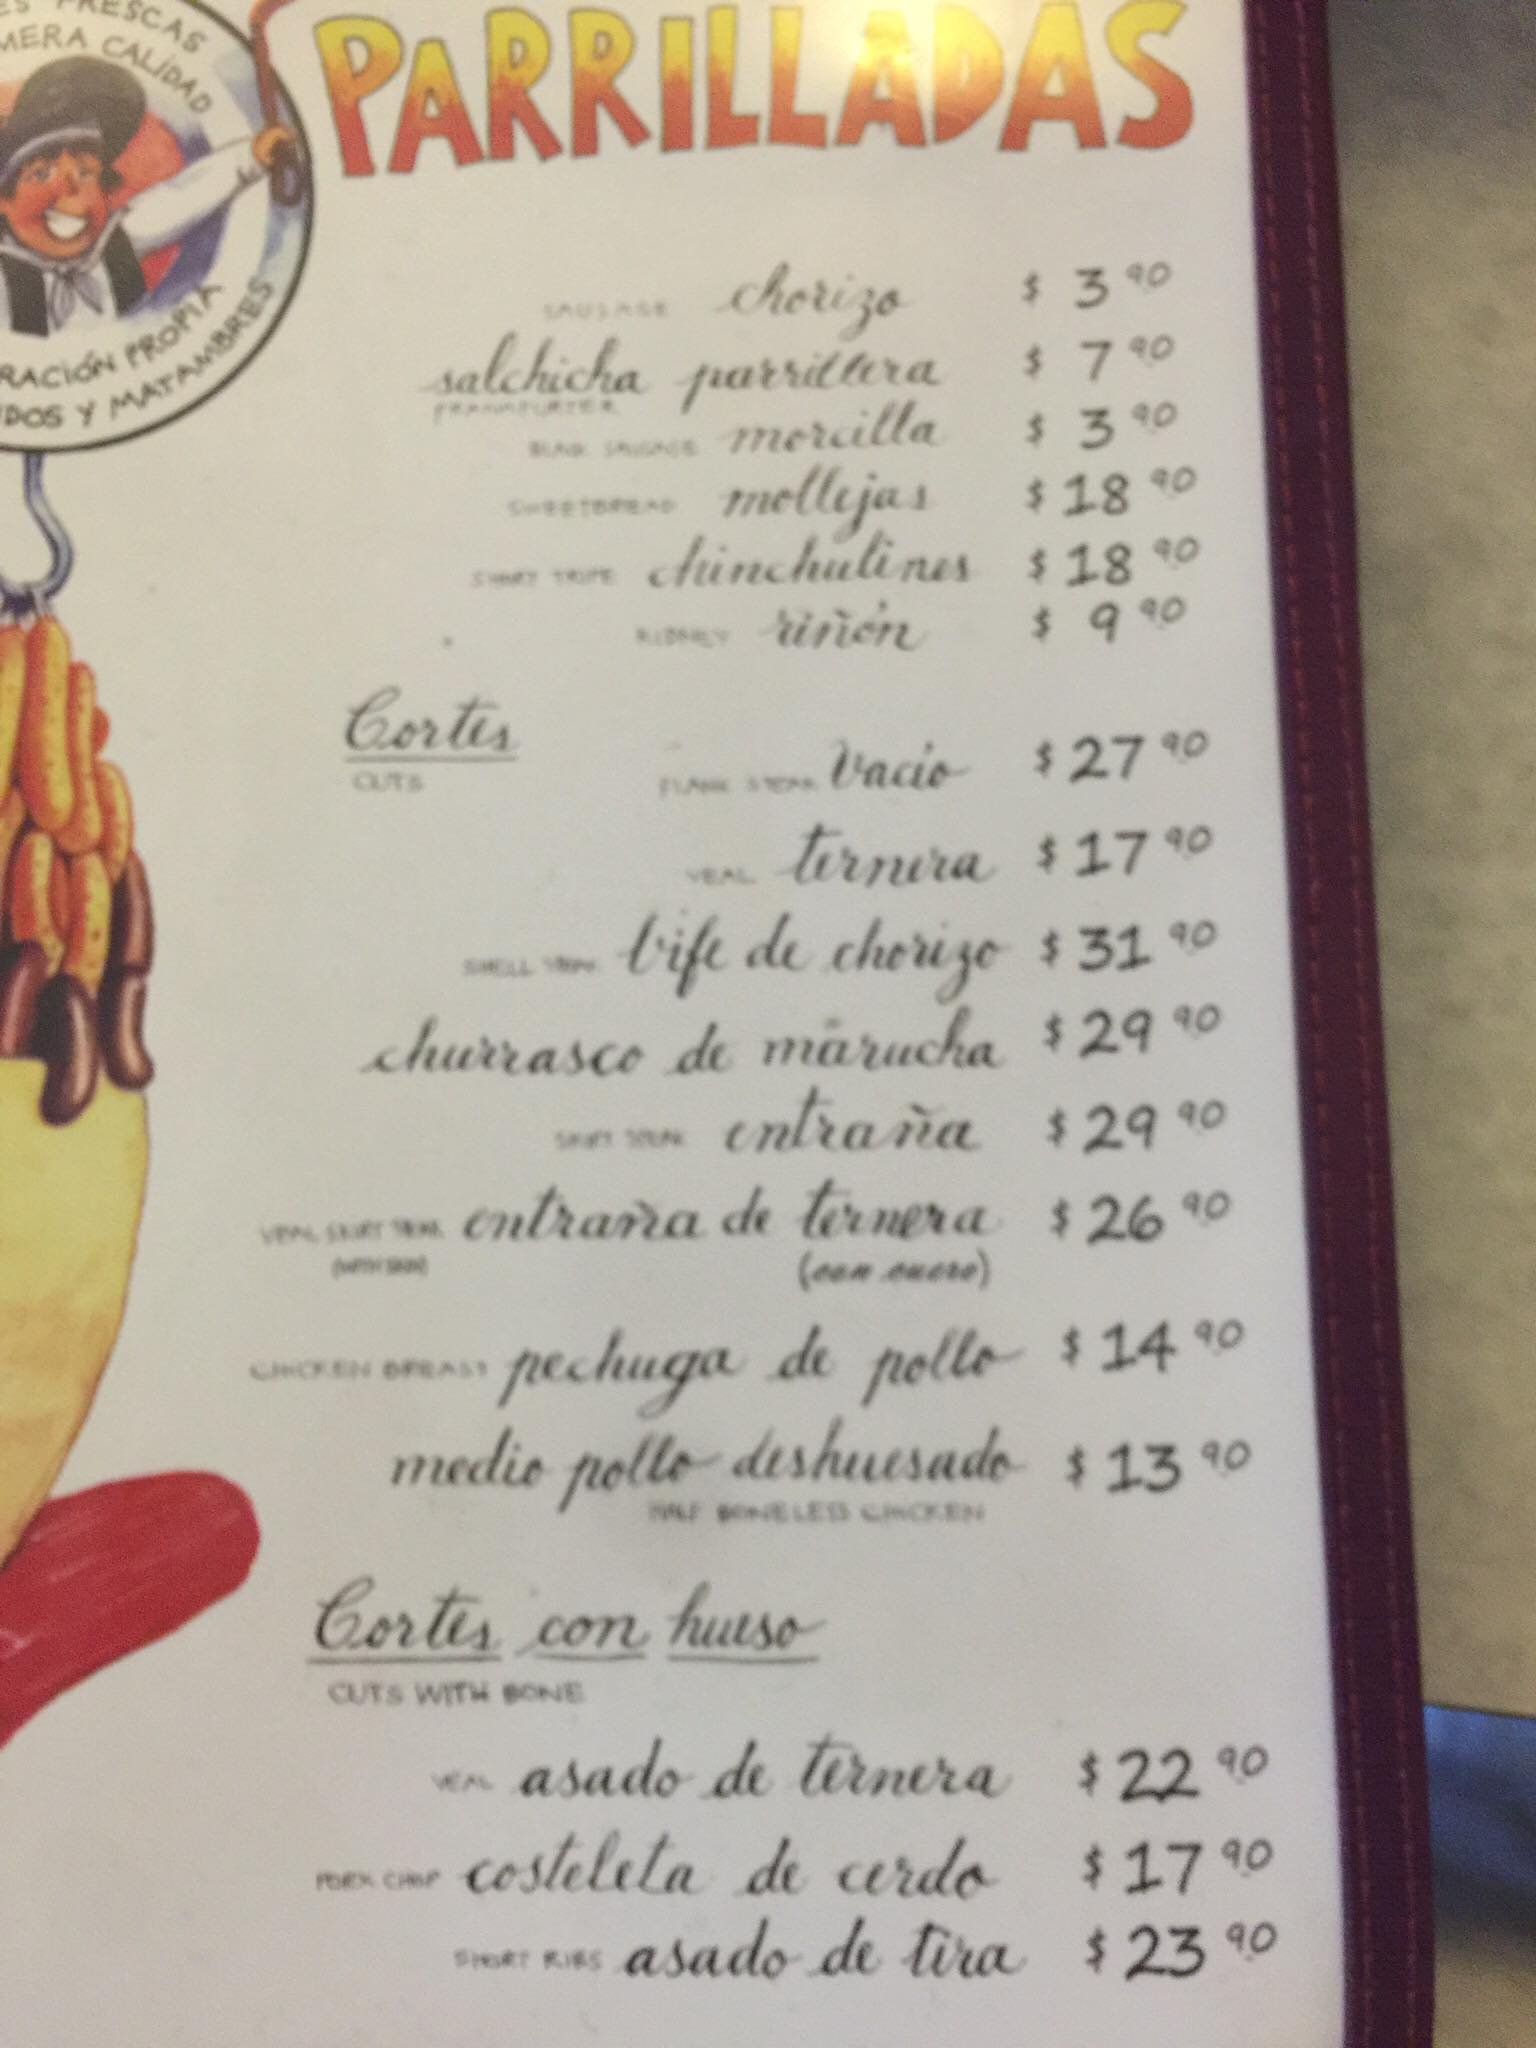 ES FRESCAS
MERA CALIDAD
RACIÓN PROPIA
DOS Y MATAMBRES
PARRILLADAS
SAUSAGE chorizo $ 3 90
salchicha parrillera $ 7 90
FRANKFURTER
BLACK SAUSAGE morcilla $ 3 90
SWEETBREAD mollejas $ 18 90
SHORT TRIPE chinchulines $ 18 90
KIDNEY riñón $ 9 90
Cortes
CUTS
FLANK STEAK Vacio $ 27 90
VEAL ternera $ 17 90
SHELL STEAK bife de chorizo $ 31 90
churrasco de marucha $ 29 90
SKIRT STEAK entraña $ 29 90
VEAL SKIRT STEAK entraña de ternera $ 26 90
(WITH SKIN) (con cuero)
CHICKEN BREAST pechuga de pollo $ 14 90
medio pollo deshuesado $ 13 90
HALF BONELESS CHICKEN
Cortes con hueso
CUTS WITH BONE
VEAL asado de ternera $ 22 90
PORK CHOP costeleta de cerdo $ 17 90
SHORT RIBS asado de tira $ 23 90